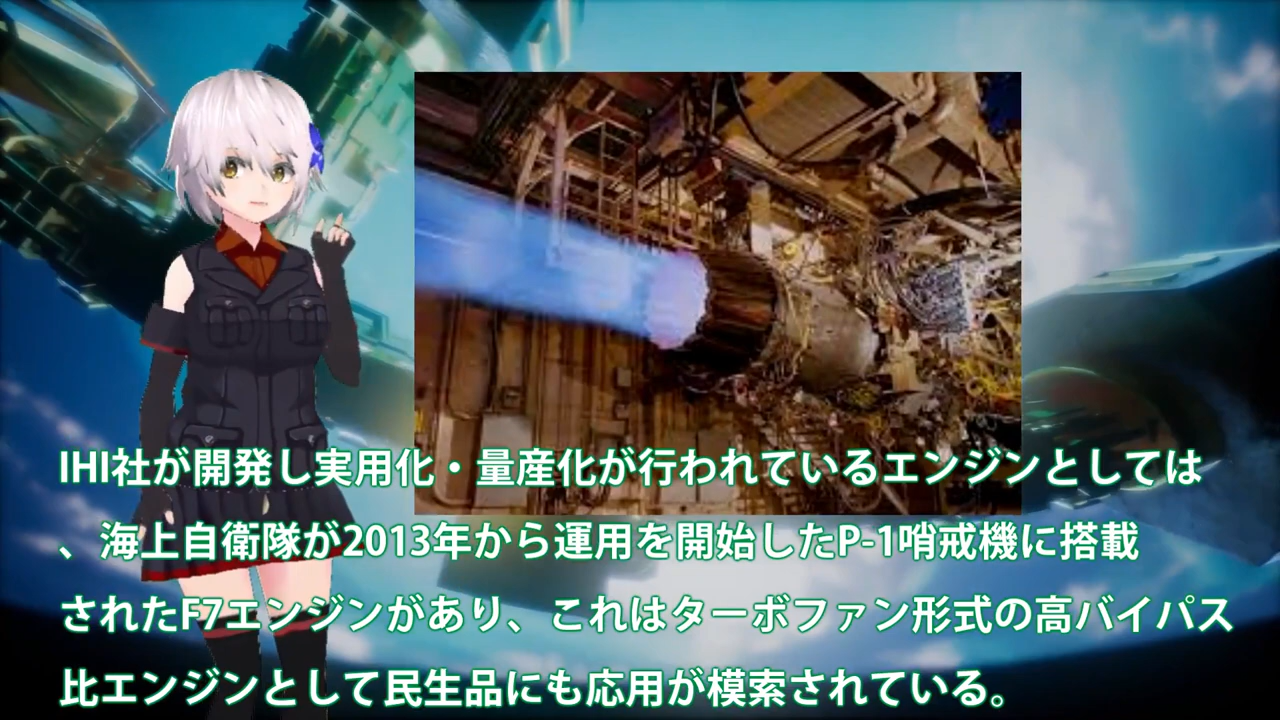 IHI社が開発し実用化・量産化が行われているエンジンとしては
、海上自衛隊が2013年から運用を開始したP-1哨戒機に搭載
されたF7エンジンがあり、これはターボファン形式の高バイパス
比エンジンとして民生品にも応用が模索されている。